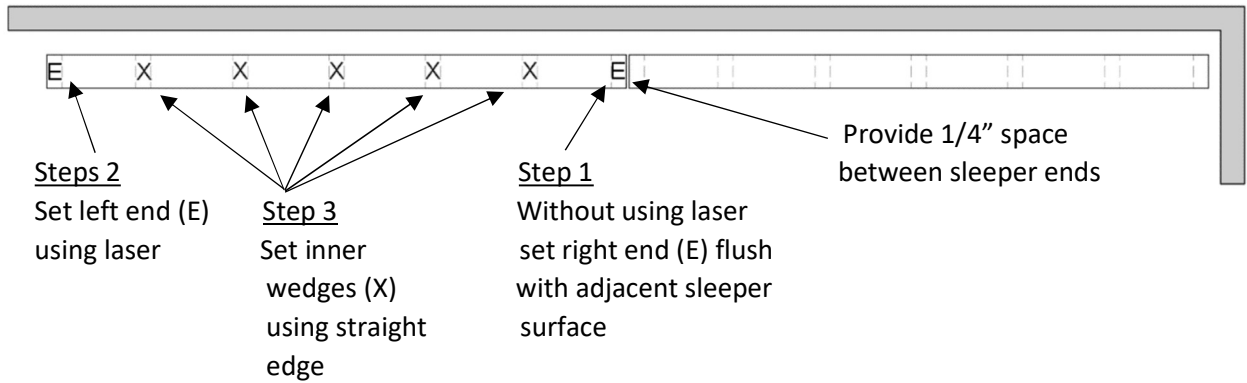 E X X X X X E
Provide 1/4” space
between sleeper ends
Steps 2
Set left end (E)
using laser
Step 3
Set inner
wedges (X)
using straight
edge
Step 1
Without using laser
set right end (E) flush
with adjacent sleeper
surface